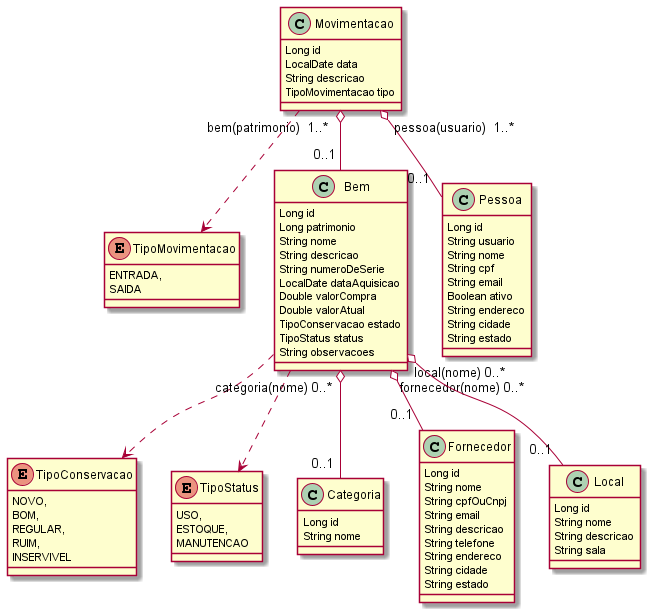 C Movimentacao
Long id
LocalDate data
String descricao
TipoMovimentacao tipo
bem(patrimonio) 1..*
pessoa(usuario) 1..*
0..1
0..1
E TipoMovimentacao
ENTRADA,
SAIDA
C Bem
Long id
Long patrimonio
String nome
String descricao
String numeroDeSerie
LocalDate dataAquisicao
Double valorCompra
Double valorAtual
TipoConservacao estado
TipoStatus status
String observacoes
C Pessoa
Long id
String usuario
String nome
String cpf
String email
Boolean ativo
String endereco
String cidade
String estado
local(nome) 0..*
categoria(nome) 0..*
fornecedor(nome) 0..*
0..1
0..1
0..1
E TipoConservacao
NOVO,
BOM,
REGULAR,
RUIM,
INSERVIVEL
E TipoStatus
USO,
ESTOQUE,
MANUTENCAO
C Categoria
Long id
String nome
C Fornecedor
Long id
String nome
String cpfOuCnpj
String email
String descricao
String telefone
String endereco
String cidade
String estado
C Local
Long id
String nome
String descricao
String sala